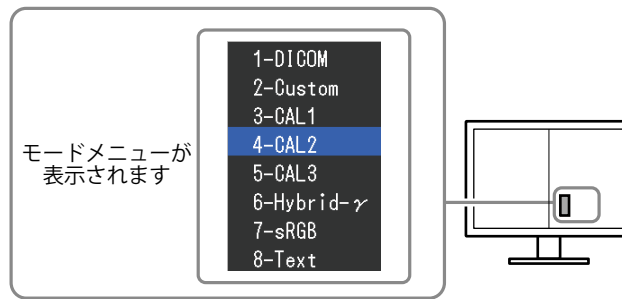 モードメニューが
表示されます
1-DICOM
2-Custom
3-CAL1
4-CAL2
5-CAL3
6-Hybrid-γ
7-sRGB
8-Text